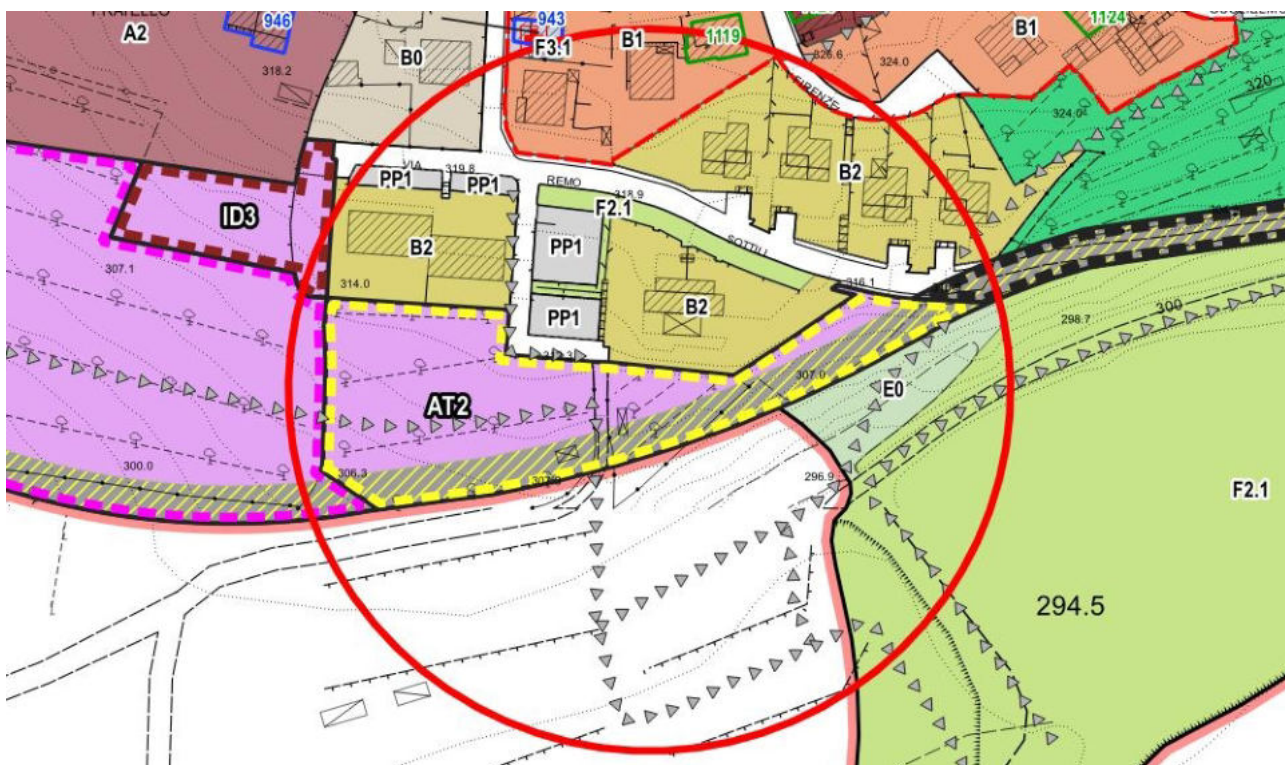 FRATELLO
946
943
1124
A2
F3.1
B1
1119
B1
B0
318.2
326.6
324.0
FIRENZE
320
324.0
VIA
319.8
PP1
PP1
REMO
318.9
B2
ID3
F2.1
SOTTILI
B2
PP1
307.1
314.0
316.1
B2
300
298.7
PP1
307.0
E0
AT2
300.0
306.3
296.9
F2.1
294.5